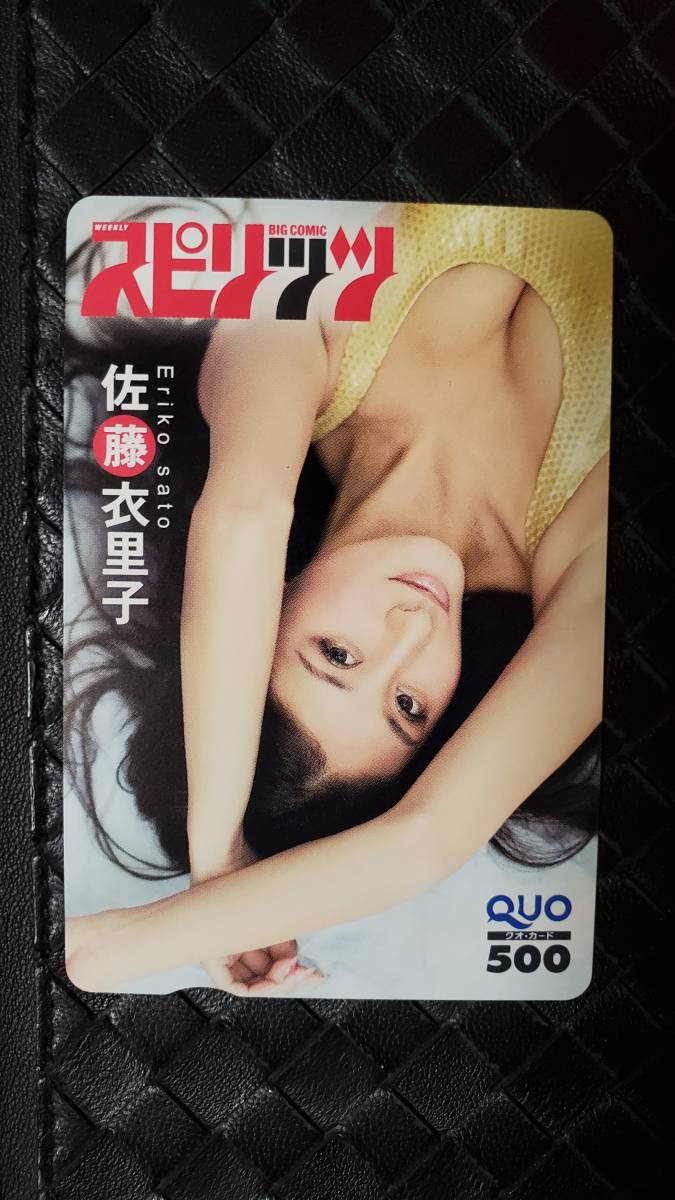 WEEKLY
BIG COMIC
スピリッツ
佐藤衣里子
Eriko sato
QUO
クオ・カード
500